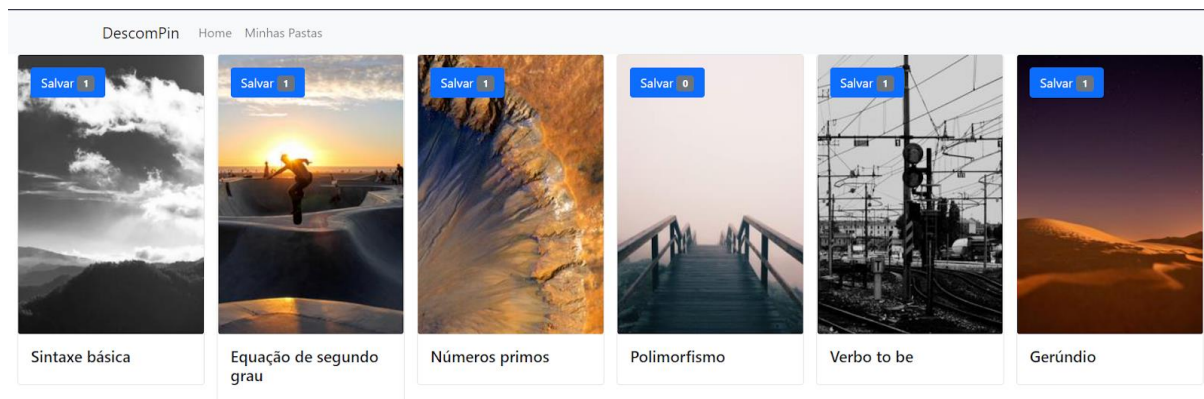 DescomPin Home Minhas Pastas
Salvar 1
Salvar 1
Salvar 1
Salvar 0
Salvar 1
Salvar 1
Sintaxe básica
Equação de segundo
grau
Números primos
Polimorfismo
Verbo to be
Gerúndio